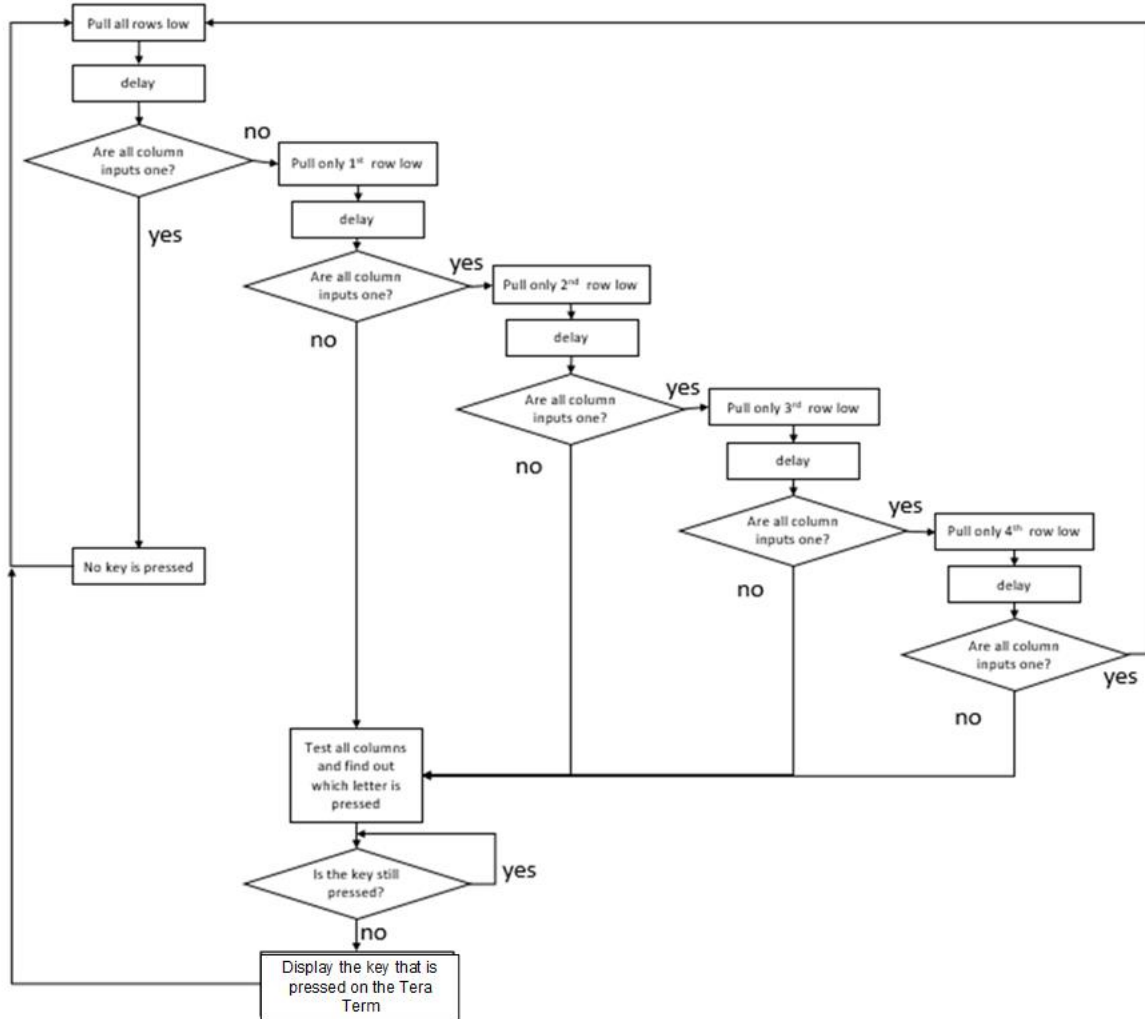 Pull all rows low
delay
Are all column
inputs one?
no
yes
Pull only 1st row low
delay
Are all column
inputs one?
yes
no
Pull only 2nd row low
delay
Are all column
inputs one?
yes
no
Pull only 3rd row low
delay
Are all column
inputs one?
yes
no
Pull only 4th row low
delay
Are all column
inputs one?
yes
no
No key is pressed
Test all columns
and find out
which letter is
pressed
Is the key still
pressed?
yes
no
Display the key that is
pressed on the Tera
Term